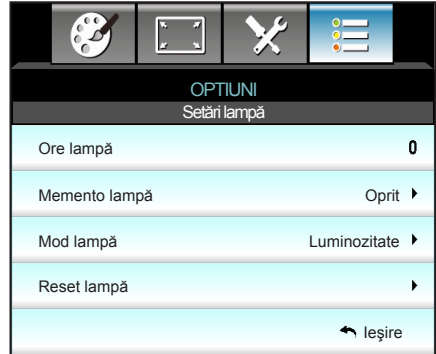 OPTIUNI
Setări lampă
Ore lampă 0
Memento lampă Oprit
Mod lampă Luminozitate
Reset lampă
Ieşire